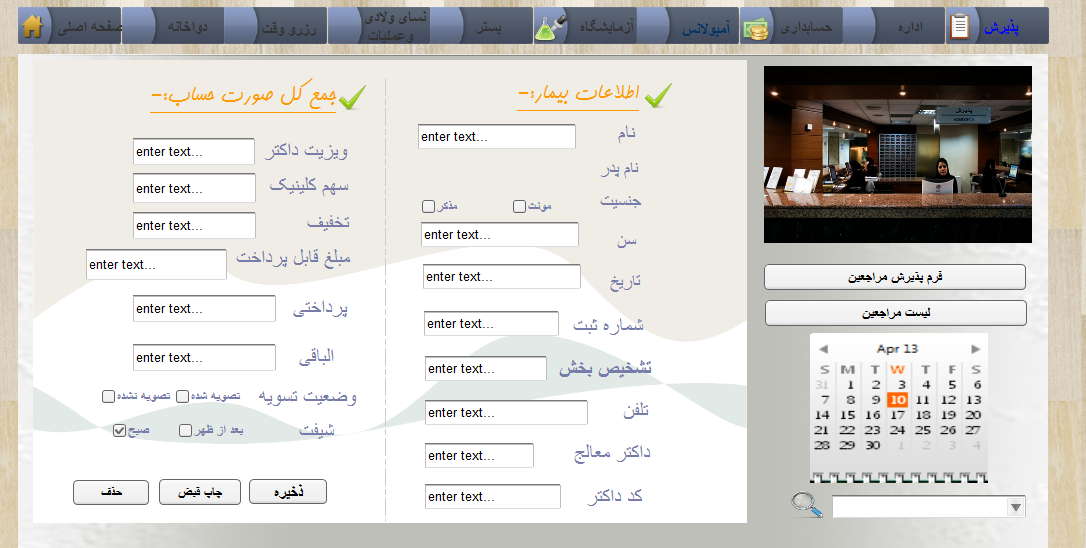 پذیرش
اداره
حسابداری
آمبولانس
آزمایشگاه
بستر
نسای ولادی
وعملیات
رزرو وقت
دواخانه
صفحه اصلی
پذیرش
ADMISSION
فرم پذیرش مراجعین
لیست مراجعین
Apr 13
S M T W T F S
31 1 2 3 4 5 6
7 8 9 10 11 12 13
14 15 16 17 18 19 20
21 22 23 24 25 26 27
28 29 30 1 2 3 4
اطلاعات بیمار:-
نام enter text...
نام پدر
جنسیت مونث مذکر
سن enter text...
تاریخ enter text...
شماره ثبت enter text...
تشخیص بخش enter text...
تلفن enter text...
داکتر معالج enter text...
کد داکتر enter text...
جمع کل صورت حساب:-
ویزیت داکتر enter text...
سهم کلینیک enter text...
تخفیف enter text...
مبلغ قابل پرداخت enter text...
پرداختی enter text...
الباقی enter text...
وضعیت تسویه تصویه شده تصویه نشده
شیفت بعد از ظهر صبح
ذخیره چاپ قبض حذف